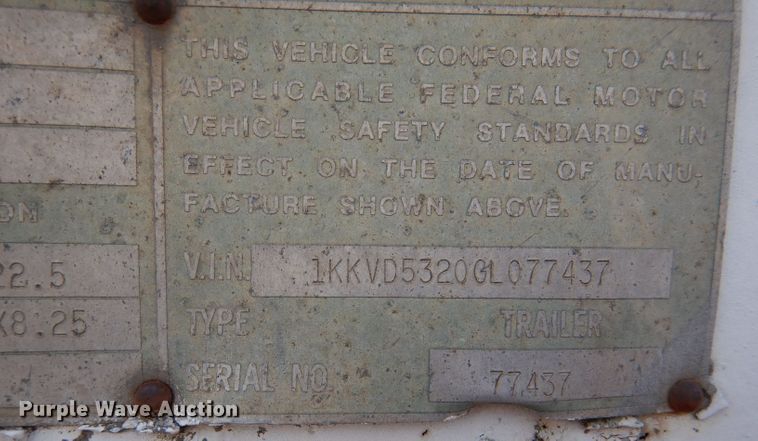 THIS VEHICLE CONFORMS TO ALL
APPLICABLE FEDERAL MOTOR
VEHICLE SAFETY STANDARDS IN
EFFECT ON THE DATE OF MANU-
FACTURE SHOWN ABOVE.
ON
22.5
X8.25
V.I.N. 1KKVD5320GL077437
TYPE TRAILER
SERIAL NO. 77437
Purple Wave Auction